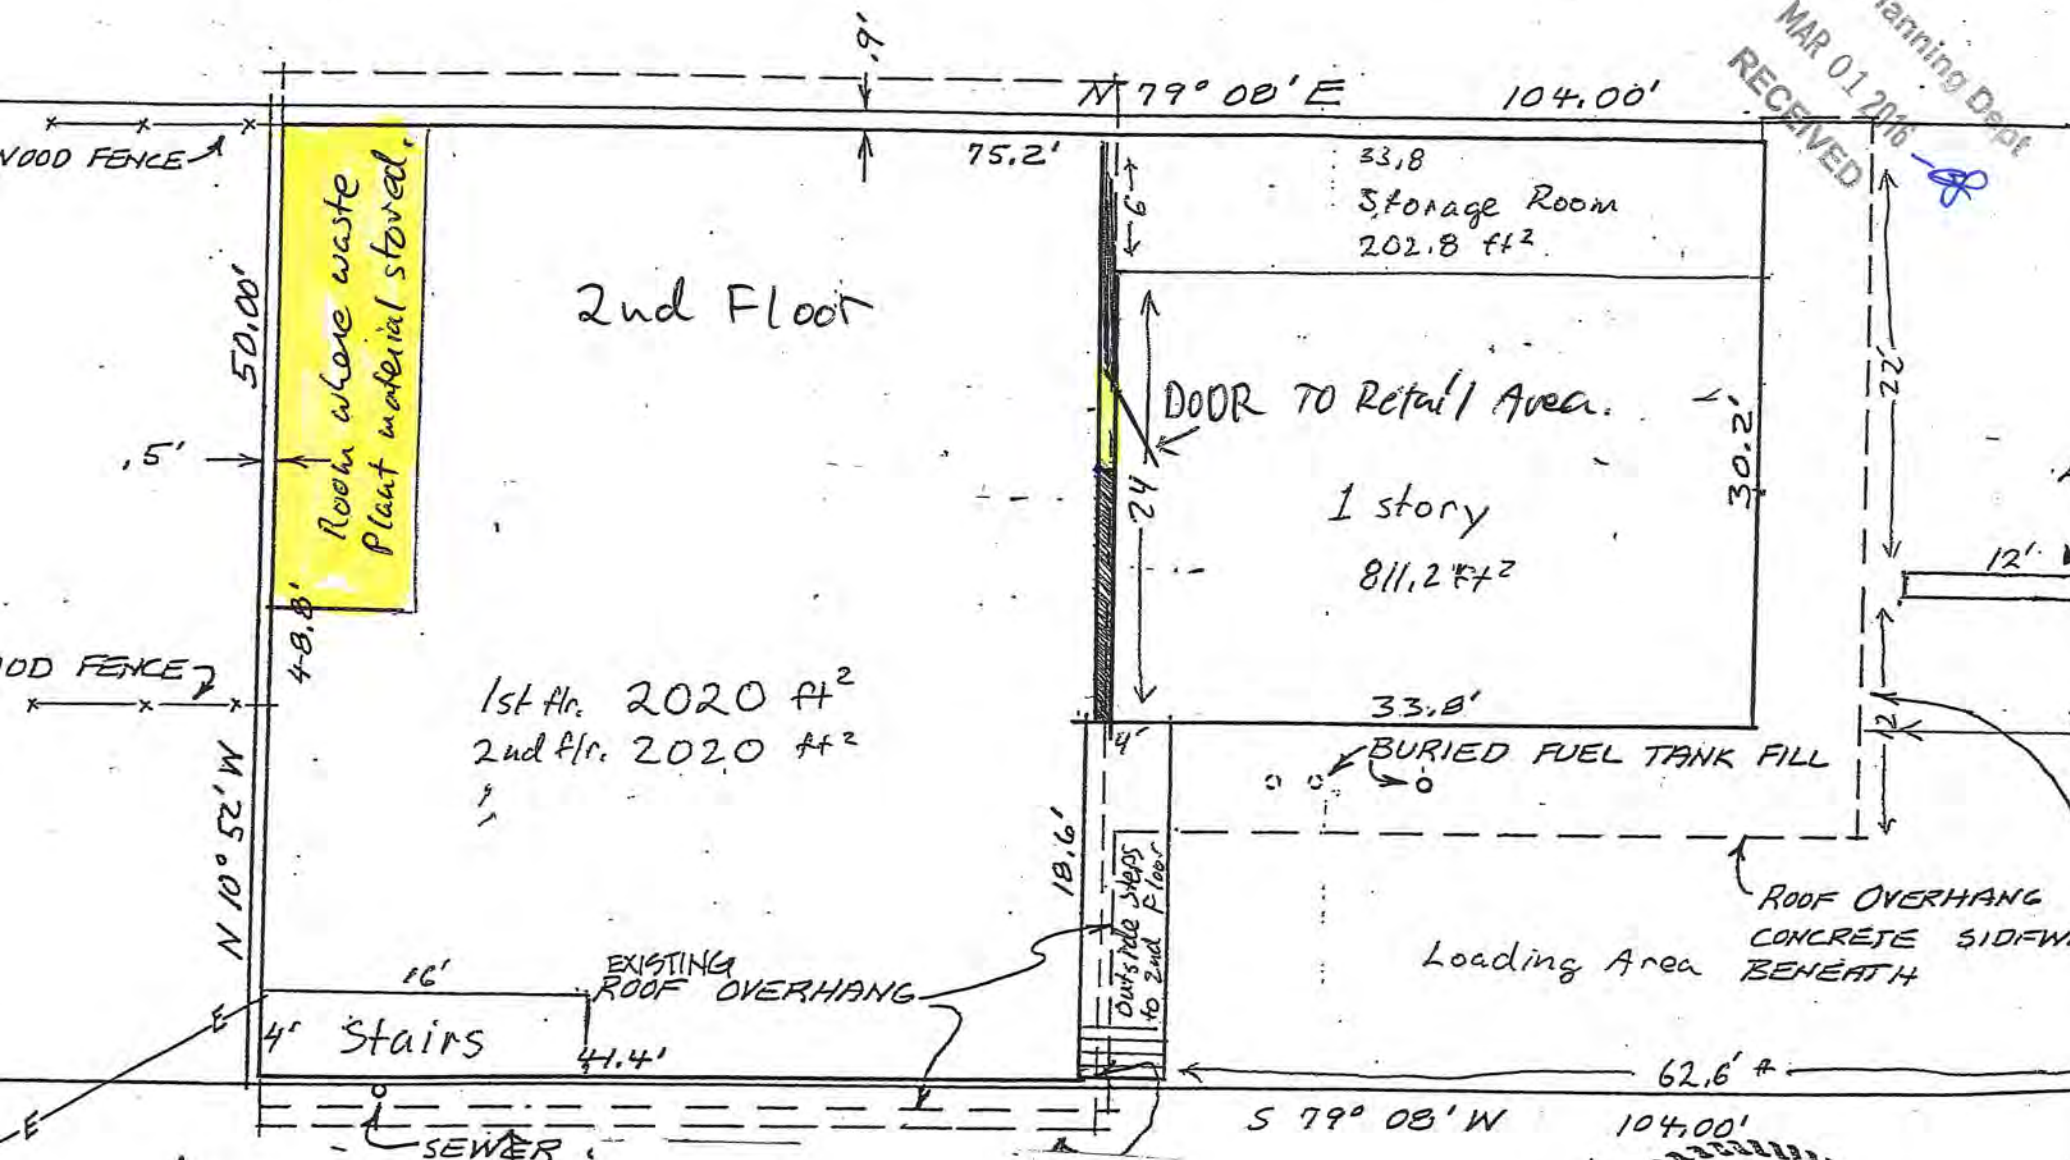 .9'
N 79° 08' E
104.00'
anning Dept
MAR 01 2016
RECEIVED
WOOD FENCE
75.2'
33.8
Storage Room
202.8 ft²
6
Room where waste
Plant material stored.
2nd Floor
50.00'
22'
DOOR TO Retail Area.
30.2'
.5'
24
1 story
811.2 ft²
12'
48.8'
OD FENCE
1st flr. 2020 ft²
2nd flr. 2020 ft²
33.8'
4'
12
BURIED FUEL TANK FILL
N 10° 52' W
18.6'
outside steps
to 2nd Floor
ROOF OVERHANG
CONCRETE SIDEWA
BENEATH
Loading Area
EXISTING
ROOF OVERHANG
16'
4'
Stairs
41.4'
E
E
62.6' ft
S 79° 08' W
104.00'
SEWER